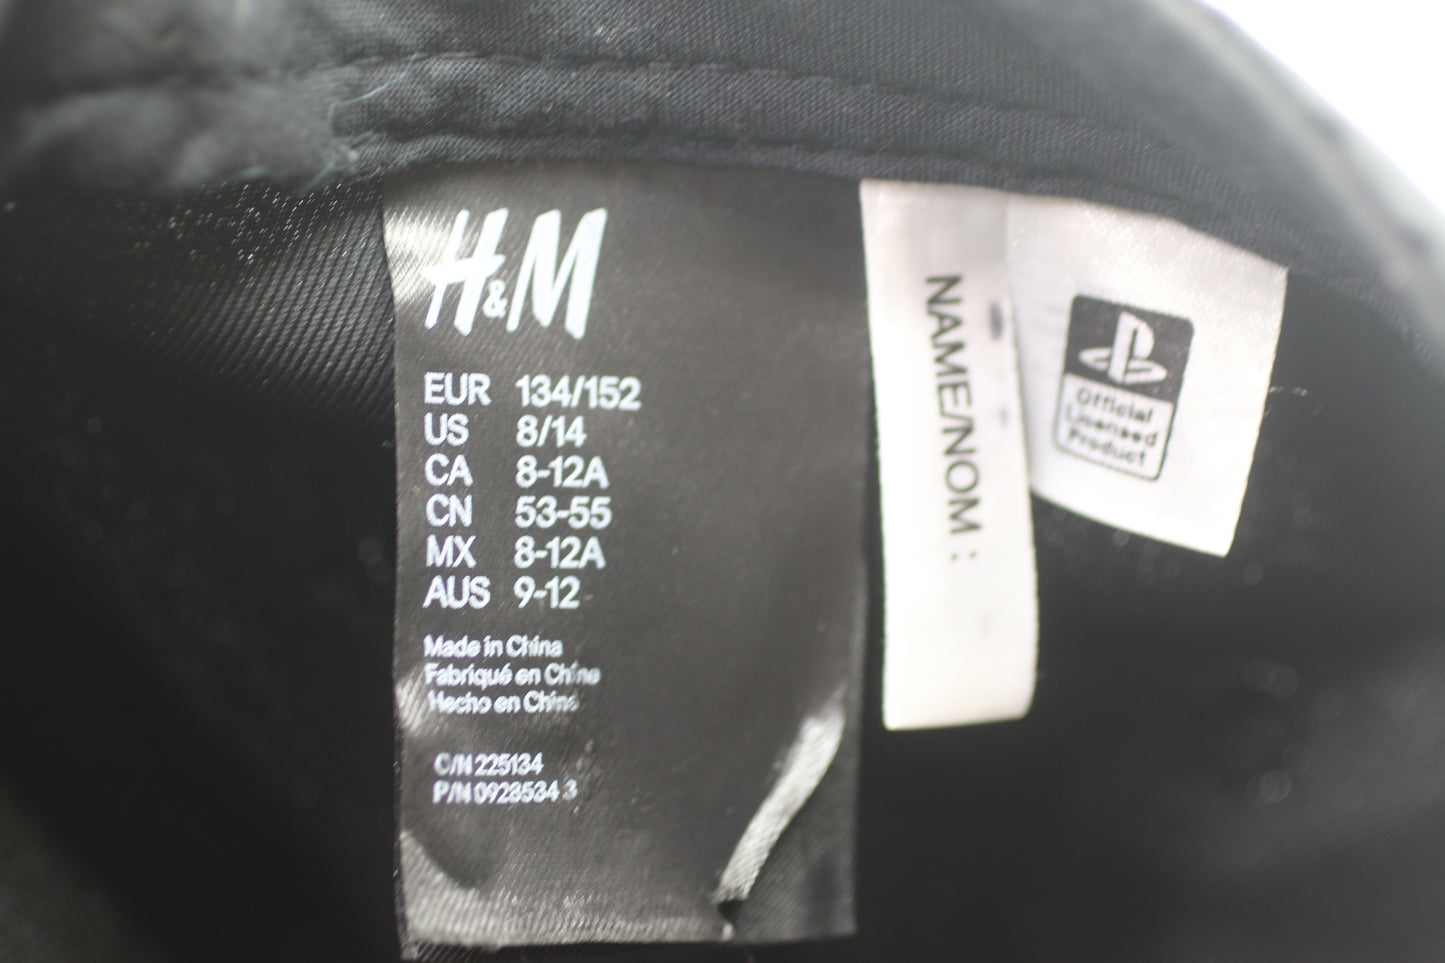 H&M
EUR 134/152
US 8/14
CA 8-12A
CN 53-55
MX 8-12A
AUS 9-12
Made in China
Fabriqué en Chine
Hecho en China
C/N 225134
P/N 0928534 3
NAME/NOM :
Official
Licensed
Product